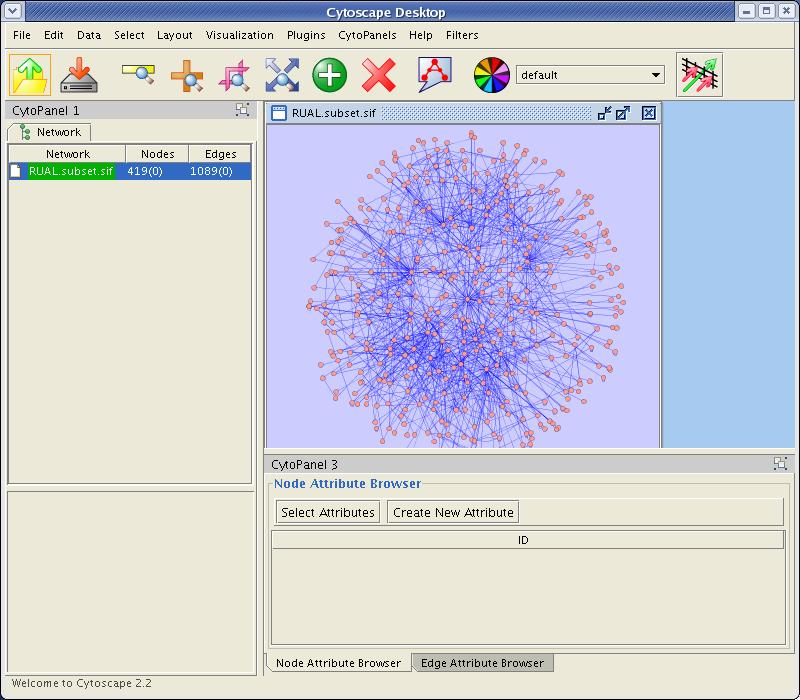 Cytoscape Desktop
File Edit Data Select Layout Visualization Plugins CytoPanels Help Filters
default
CytoPanel 1
RUAL.subset.sif
Network
Network Nodes Edges
RUAL.subset.sif 419(0) 1089(0)
CytoPanel 3
Node Attribute Browser
Select Attributes Create New Attribute
ID
Node Attribute Browser Edge Attribute Browser
Welcome to Cytoscape 2.2